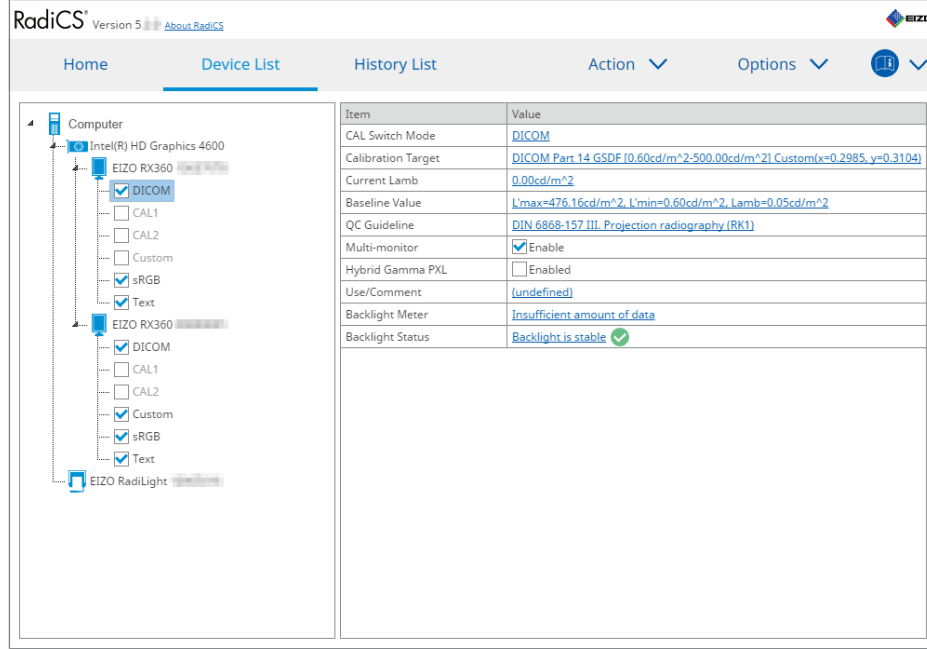 RadiCS® Version 5. About RadiCS
EIZO
Home Device List History List Action Options
Computer
Intel(R) HD Graphics 4600
EIZO RX360
DICOM
CAL1
CAL2
Custom
sRGB
Text
EIZO RX360
DICOM
CAL1
CAL2
Custom
sRGB
Text
EIZO RadiLight
Item Value
CAL Switch Mode DICOM
Calibration Target DICOM Part 14 GSDF [0.60cd/m^2-500.00cd/m^2] Custom(x=0.2985, y=0.3104)
Current Lamb 0.00cd/m^2
Baseline Value L'max=476.16cd/m^2, L'min=0.60cd/m^2, Lamb=0.05cd/m^2
QC Guideline DIN 6868-157 III. Projection radiography (RK1)
Multi-monitor Enable
Hybrid Gamma PXL Enabled
Use/Comment (undefined)
Backlight Meter Insufficient amount of data
Backlight Status Backlight is stable